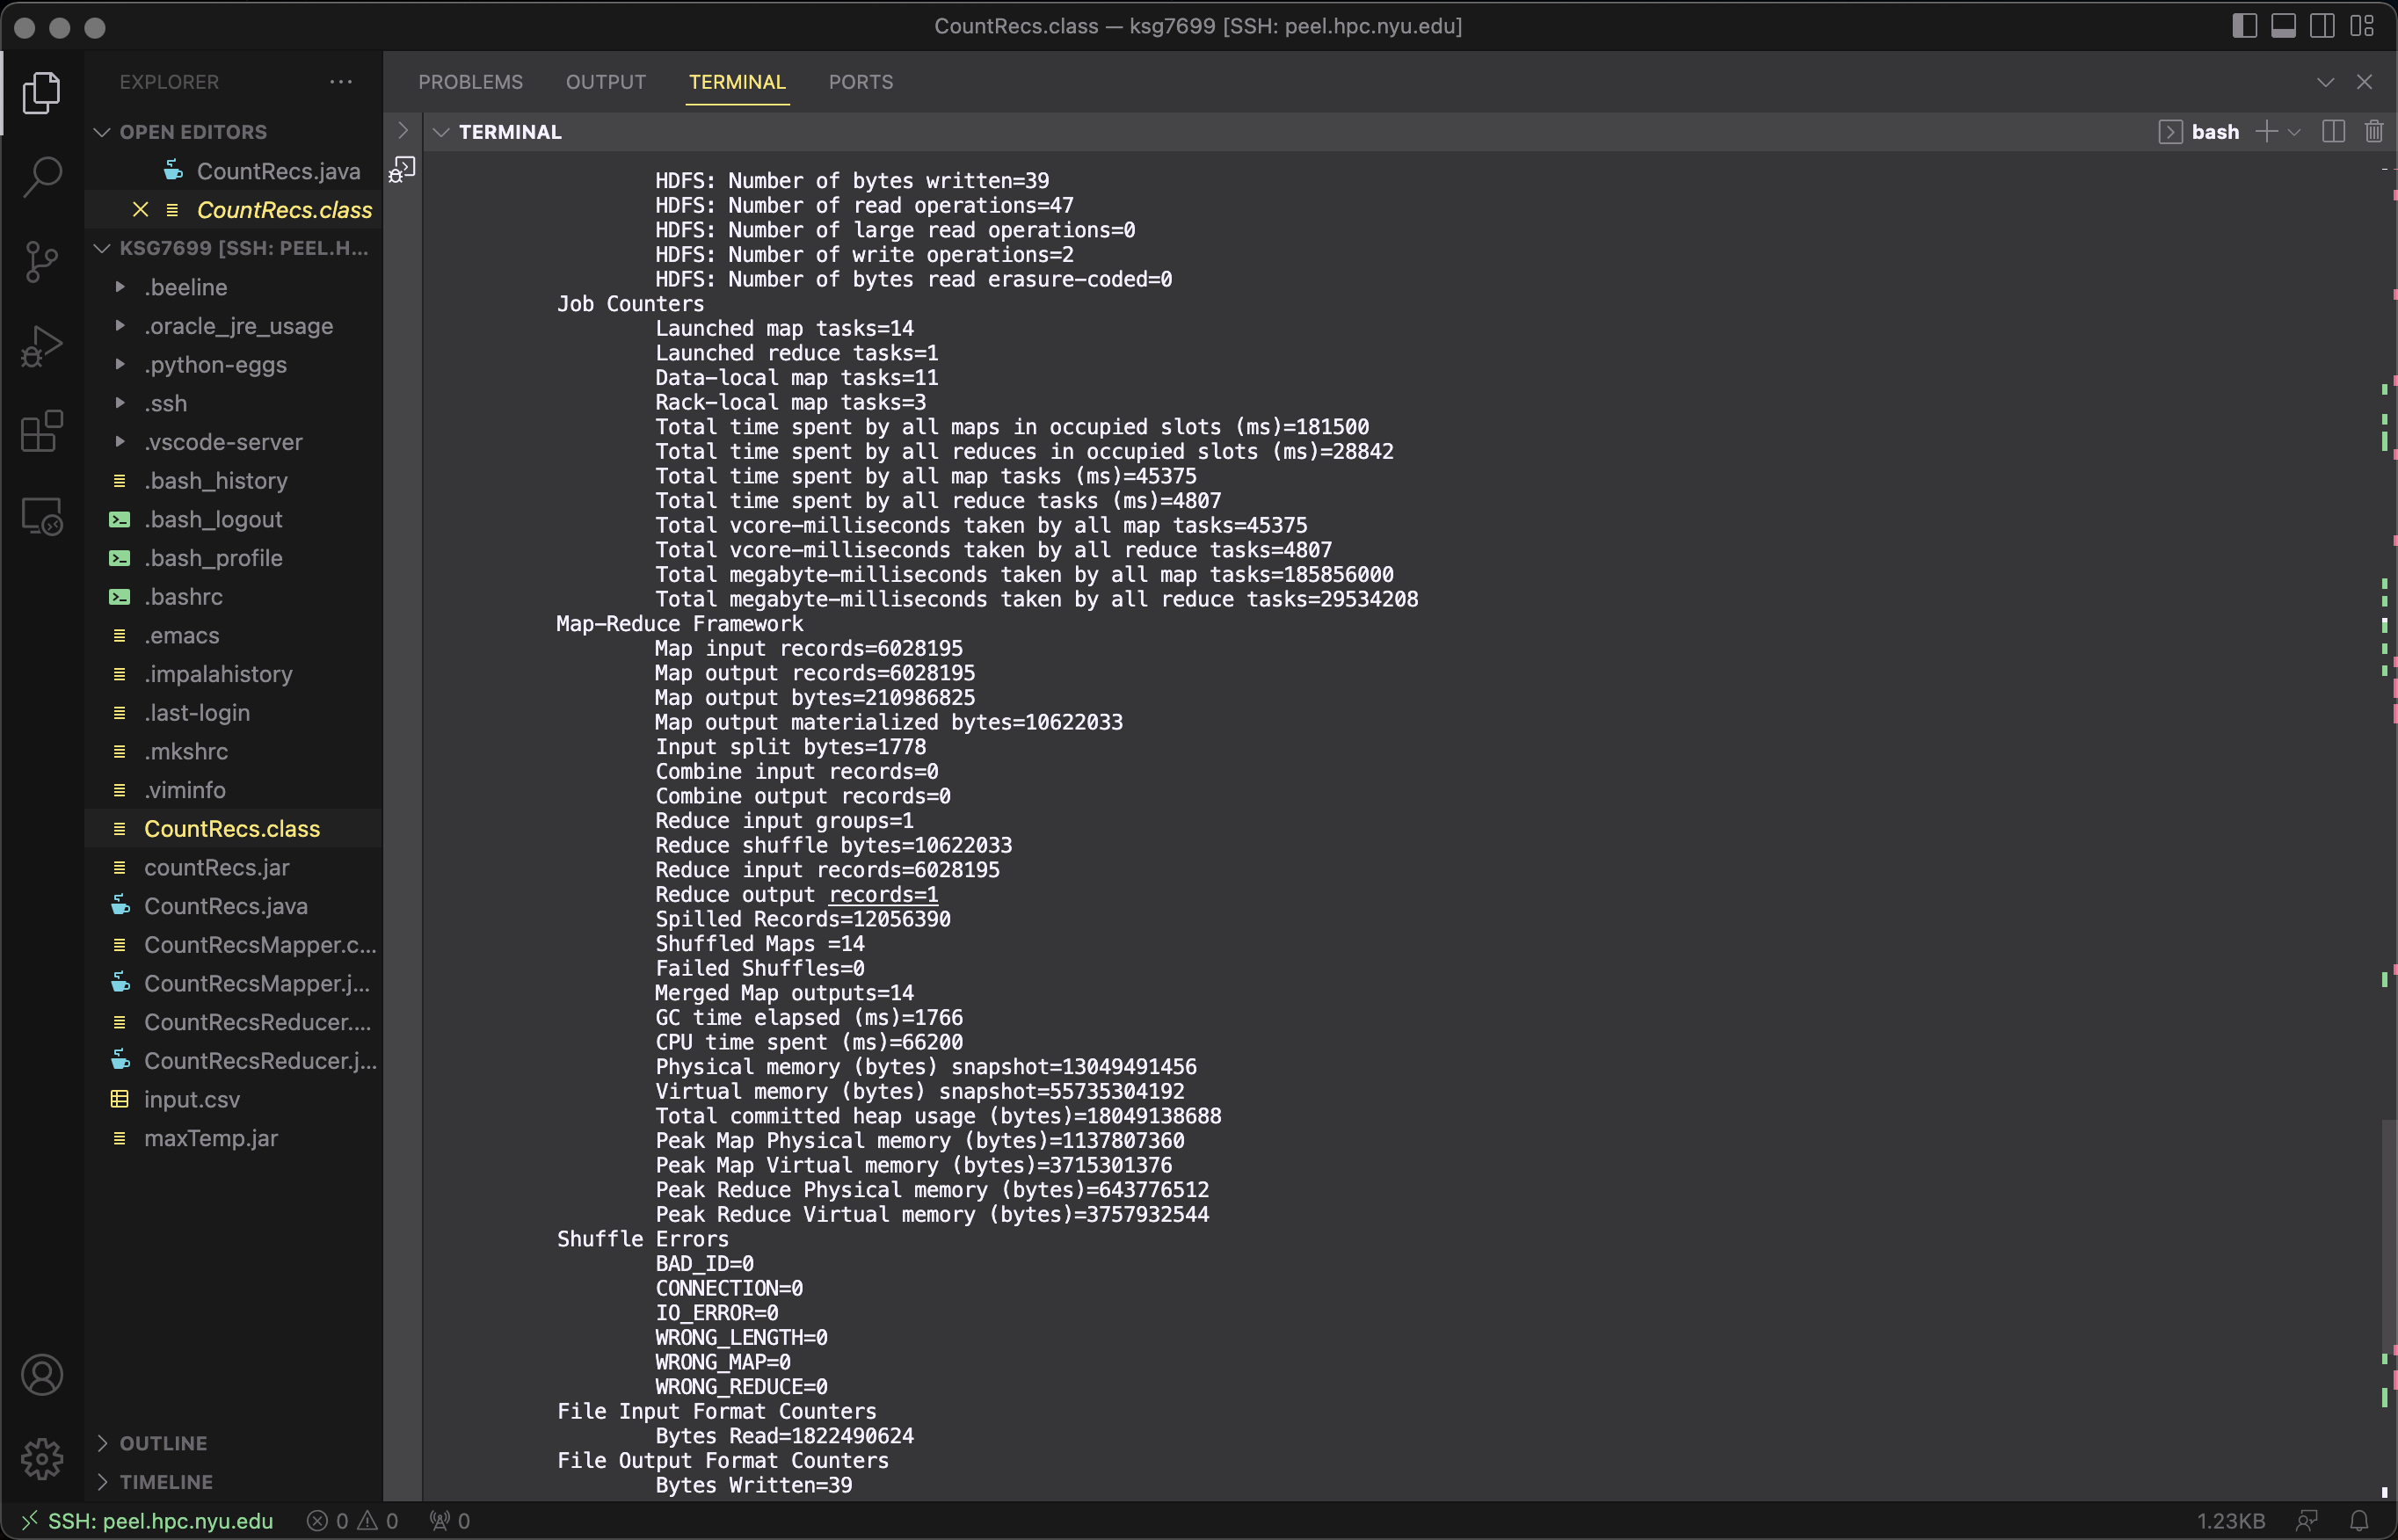 CountRecs.class — ksg7699 [SSH: peel.hpc.nyu.edu]
EXPLORER
OPEN EDITORS
CountRecs.java
CountRecs.class
KSG7699 [SSH: PEEL.H...
.beeline
.oracle_jre_usage
.python-eggs
.ssh
.vscode-server
.bash_history
.bash_logout
.bash_profile
.bashrc
.emacs
.impalahistory
.last-login
.mkshrc
.viminfo
CountRecs.class
countRecs.jar
CountRecs.java
CountRecsMapper.c...
CountRecsMapper.j...
CountRecsReducer....
CountRecsReducer.j...
input.csv
maxTemp.jar
OUTLINE
TIMELINE
PROBLEMS OUTPUT TERMINAL PORTS
TERMINAL
bash
HDFS: Number of bytes written=39
HDFS: Number of read operations=47
HDFS: Number of large read operations=0
HDFS: Number of write operations=2
HDFS: Number of bytes read erasure-coded=0
Job Counters
Launched map tasks=14
Launched reduce tasks=1
Data-local map tasks=11
Rack-local map tasks=3
Total time spent by all maps in occupied slots (ms)=181500
Total time spent by all reduces in occupied slots (ms)=28842
Total time spent by all map tasks (ms)=45375
Total time spent by all reduce tasks (ms)=4807
Total vcore-milliseconds taken by all map tasks=45375
Total vcore-milliseconds taken by all reduce tasks=4807
Total megabyte-milliseconds taken by all map tasks=185856000
Total megabyte-milliseconds taken by all reduce tasks=29534208
Map-Reduce Framework
Map input records=6028195
Map output records=6028195
Map output bytes=210986825
Map output materialized bytes=10622033
Input split bytes=1778
Combine input records=0
Combine output records=0
Reduce input groups=1
Reduce shuffle bytes=10622033
Reduce input records=6028195
Reduce output records=1
Spilled Records=12056390
Shuffled Maps =14
Failed Shuffles=0
Merged Map outputs=14
GC time elapsed (ms)=1766
CPU time spent (ms)=66200
Physical memory (bytes) snapshot=13049491456
Virtual memory (bytes) snapshot=55735304192
Total committed heap usage (bytes)=18049138688
Peak Map Physical memory (bytes)=1137807360
Peak Map Virtual memory (bytes)=3715301376
Peak Reduce Physical memory (bytes)=643776512
Peak Reduce Virtual memory (bytes)=3757932544
Shuffle Errors
BAD_ID=0
CONNECTION=0
IO_ERROR=0
WRONG_LENGTH=0
WRONG_MAP=0
WRONG_REDUCE=0
File Input Format Counters
Bytes Read=1822490624
File Output Format Counters
Bytes Written=39
SSH: peel.hpc.nyu.edu 0 0 0 1.23KB